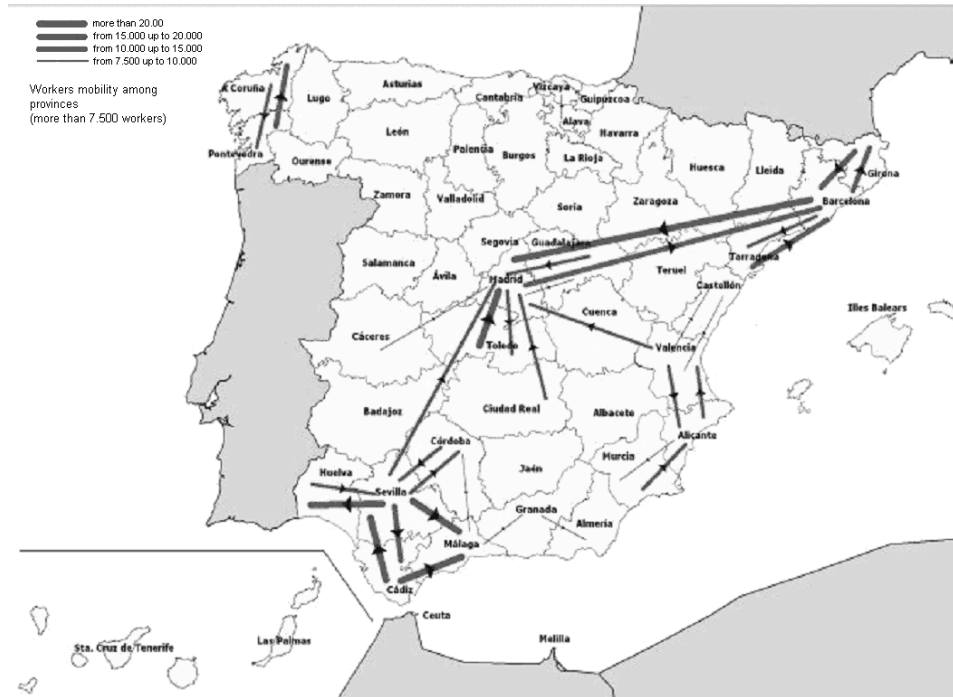 more than 20.00
from 15.000 up to 20.000
from 10.000 up to 15.000
from 7.500 up to 10.000
Workers mobility among
provinces
(more than 7.500 workers)
A Coruña
Lugo
Asturias
Cantabria
Vizcaya
Guipúzcoa
Alava
Navarra
León
Palencia
Burgos
La Rioja
Huesca
Lleida
Girona
Pontevedra
Ourense
Zamora
Valladolid
Soria
Zaragoza
Barcelona
Segovia
Guadalajara
Tarragona
Salamanca
Ávila
Madrid
Teruel
Castellón
Cáceres
Toledo
Cuenca
Valencia
Illes Balears
Badajoz
Ciudad Real
Albacete
Alicante
Córdoba
Murcia
Huelva
Jaén
Sevilla
Granada
Almería
Málaga
Cádiz
Ceuta
Melilla
Sta. Cruz de Tenerife
Las Palmas